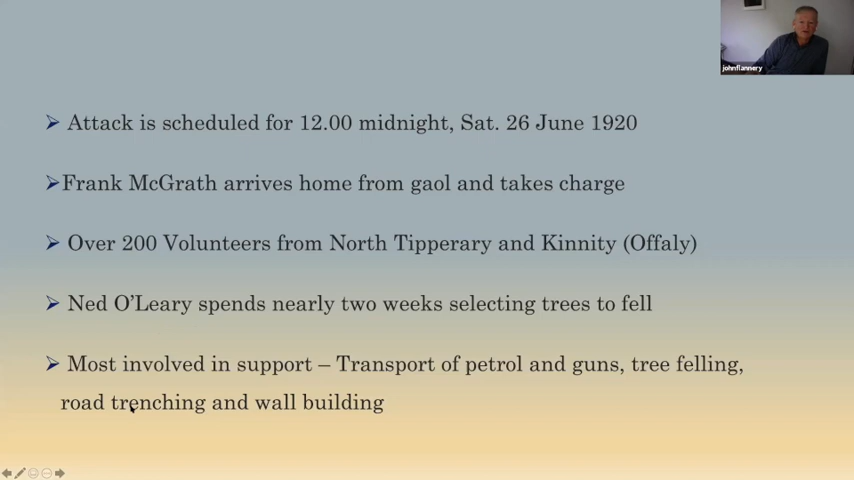 johnflannery
➢ Attack is scheduled for 12.00 midnight, Sat. 26 June 1920
➢Frank McGrath arrives home from gaol and takes charge
➢ Over 200 Volunteers from North Tipperary and Kinnity (Offaly)
➢ Ned O'Leary spends nearly two weeks selecting trees to fell
➢ Most involved in support – Transport of petrol and guns, tree felling,
road trenching and wall building